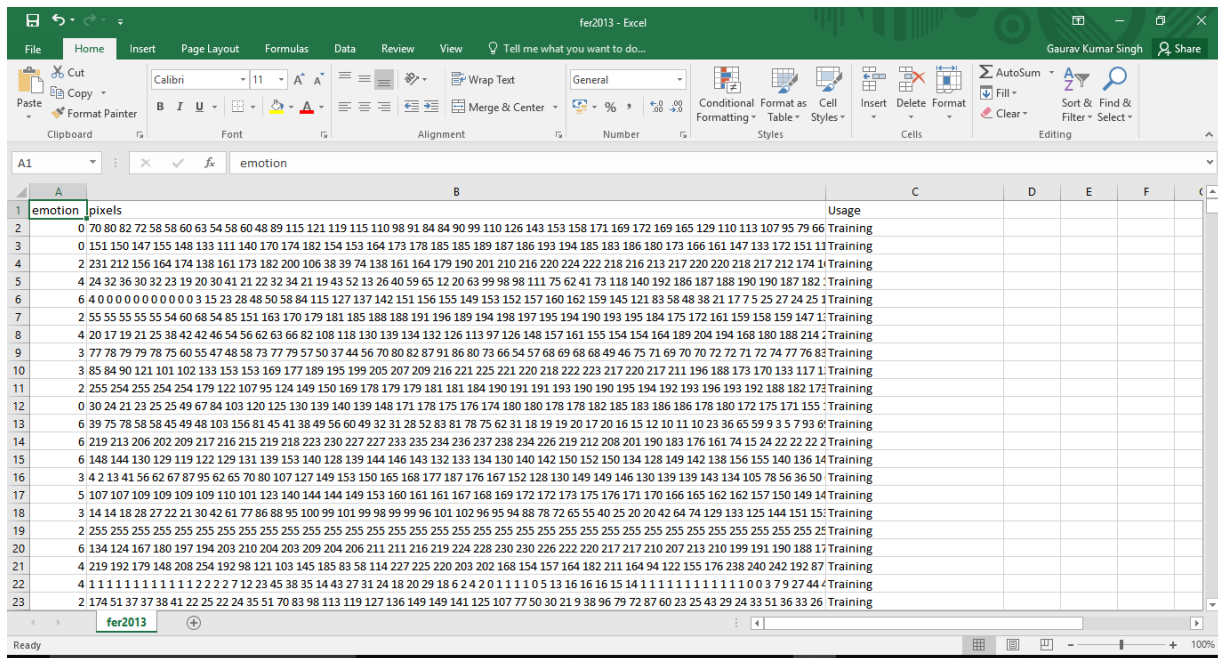 fer2013 - Excel
File Home Insert Page Layout Formulas Data Review View Tell me what you want to do... Gaurav Kumar Singh Share
Cut
Copy
Format Painter
Paste
Calibri 11
B I U
Wrap Text
Merge & Center
General
Conditional Formatting
Format as Table
Cell Styles
Insert Delete Format
AutoSum
Fill
Clear
Sort & Filter
Find & Select
Clipboard Font Alignment Number Styles Cells Editing
A1 fx emotion
A B C D E F
1 emotion pixels Usage
2 0 70 80 82 72 58 58 60 63 54 58 60 48 89 115 121 119 115 110 98 91 84 84 90 99 110 126 143 153 158 171 169 172 169 165 129 110 113 107 95 79 66 Training
3 0 151 150 147 155 148 133 111 140 170 174 182 154 153 164 173 178 185 185 189 187 186 193 194 185 183 186 180 173 166 161 147 133 172 151 11 Training
4 2 231 212 156 164 174 138 161 173 182 200 106 38 39 74 138 161 164 179 190 201 210 216 220 224 222 218 216 213 217 220 220 218 217 212 174 Training
5 4 24 32 36 30 32 23 19 20 30 41 21 22 32 34 21 19 43 52 13 26 40 59 65 12 20 63 99 98 98 111 75 62 41 73 118 140 192 186 187 188 190 190 187 182 Training
6 6 4 0 0 0 0 0 0 0 0 0 0 0 3 15 23 28 48 50 58 84 115 127 137 142 151 156 155 149 153 152 157 160 162 159 145 121 83 58 48 38 21 17 7 5 25 27 24 25 Training
7 2 55 55 55 55 55 54 60 68 54 85 151 163 170 179 181 185 188 188 191 196 189 194 198 197 195 194 190 193 195 184 175 172 161 159 158 159 147 Training
8 4 20 17 19 21 25 38 42 42 46 54 56 62 63 66 82 108 118 130 139 134 132 126 113 97 126 148 157 161 155 154 154 164 189 204 194 168 180 188 214 Training
9 3 77 78 79 79 78 75 60 55 47 48 58 73 77 79 57 50 37 44 56 70 80 82 87 91 86 80 73 66 54 57 68 69 68 68 49 46 75 71 69 70 70 72 72 71 72 74 77 76 83 Training
10 3 85 84 90 121 101 102 133 153 153 169 177 189 195 199 205 207 209 216 221 225 221 220 218 222 223 217 220 217 211 196 188 173 170 133 117 Training
11 2 255 254 255 254 254 179 122 107 95 124 149 150 169 178 179 179 181 181 184 190 191 191 193 190 190 195 194 192 193 196 193 192 188 182 173 Training
12 0 30 24 21 23 25 25 49 67 84 103 120 125 130 139 140 139 148 171 178 175 176 174 180 180 178 178 182 185 183 186 186 178 180 172 175 171 155 Training
13 6 39 75 78 58 58 45 49 48 103 156 81 45 41 38 49 56 60 49 32 31 28 52 83 81 78 75 62 31 18 19 19 20 17 20 16 15 12 10 11 10 23 36 65 59 9 3 5 7 93 Training
14 6 219 213 206 202 209 217 216 215 219 218 223 230 227 227 233 235 234 236 237 238 234 226 219 212 208 201 190 183 176 161 74 15 24 22 22 22 2 Training
15 6 148 144 130 129 119 122 129 131 139 153 140 128 139 144 146 143 132 133 134 130 140 142 150 152 150 134 128 149 142 138 156 155 140 136 14 Training
16 3 4 2 13 41 56 62 67 87 95 62 65 70 80 107 127 149 153 150 165 168 177 187 176 167 152 128 130 149 149 146 130 139 139 143 134 105 78 56 36 50 Training
17 5 107 107 109 109 109 109 110 101 123 140 144 144 149 153 160 161 161 167 168 169 172 172 173 175 176 171 170 166 165 162 162 157 150 149 14 Training
18 3 14 14 18 28 27 22 21 30 42 61 77 86 88 95 100 99 101 99 98 99 99 96 101 102 96 95 94 88 78 72 65 55 40 25 20 20 42 64 74 129 133 125 144 151 Training
19 2 255 255 255 255 255 255 255 255 255 255 255 255 255 255 255 255 255 255 255 255 255 255 255 255 255 255 255 255 255 255 255 255 255 255 25 Training
20 6 134 124 167 180 197 194 203 210 204 203 209 204 206 211 211 216 219 224 228 230 230 226 222 220 217 217 210 207 213 210 199 191 190 188 17 Training
21 4 219 192 179 148 208 254 192 98 121 103 145 185 83 58 114 227 225 220 203 202 168 154 157 164 182 211 164 94 122 155 176 238 240 242 192 87 Training
22 4 1 1 1 1 1 1 1 1 1 1 1 1 2 2 2 2 7 12 23 45 38 35 14 43 27 31 24 18 20 29 18 6 2 4 2 0 1 1 1 1 0 5 13 16 16 16 15 14 1 1 1 1 1 1 1 1 1 1 1 1 0 0 3 7 9 27 44 Training
23 2 174 51 37 37 38 41 22 25 22 24 35 51 70 83 98 113 119 127 136 149 149 141 125 107 77 50 30 21 9 38 96 79 72 87 60 23 25 43 29 24 33 51 36 33 26 Training
fer2013
Ready 100%